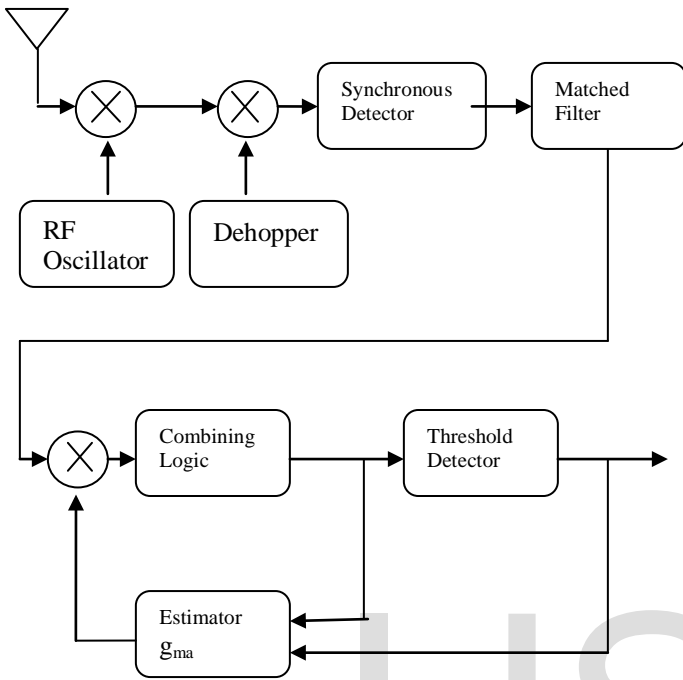 Synchronous
Detector
Matched
Filter
RF
Oscillator
Dehopper
Combining
Logic
Threshold
Detector
Estimator
gma